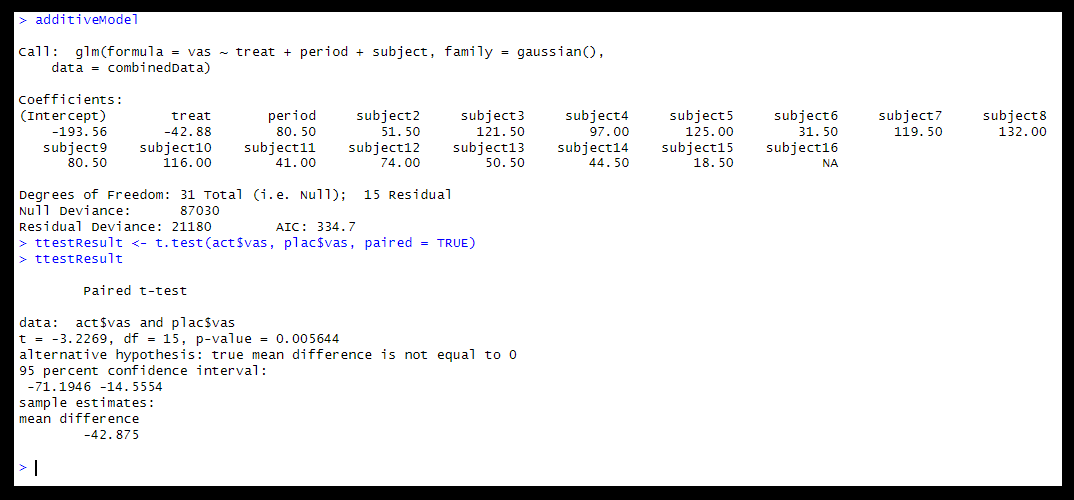 > additiveModel
Call:  glm(formula = vas ~ treat + period + subject, family = gaussian(),
    data = combinedData)
Coefficients:
(Intercept)        treat       period     subject2     subject3     subject4     subject5     subject6     subject7     subject8
    -193.56       -42.88        80.50        51.50       121.50        97.00       125.00        31.50       119.50       132.00
   subject9    subject10    subject11    subject12    subject13    subject14    subject15    subject16
      80.50       116.00        41.00        74.00        50.50        44.50        18.50           NA
Degrees of Freedom: 31 Total (i.e. Null);  15 Residual
Null Deviance:      87030
Residual Deviance: 21180        AIC: 334.7
> ttestResult <- t.test(act$vas, plac$vas, paired = TRUE)
> ttestResult
        Paired t-test
data:  act$vas and plac$vas
t = -3.2269, df = 15, p-value = 0.005644
alternative hypothesis: true mean difference is not equal to 0
95 percent confidence interval:
 -71.1946 -14.5554
sample estimates:
mean difference
        -42.875
>